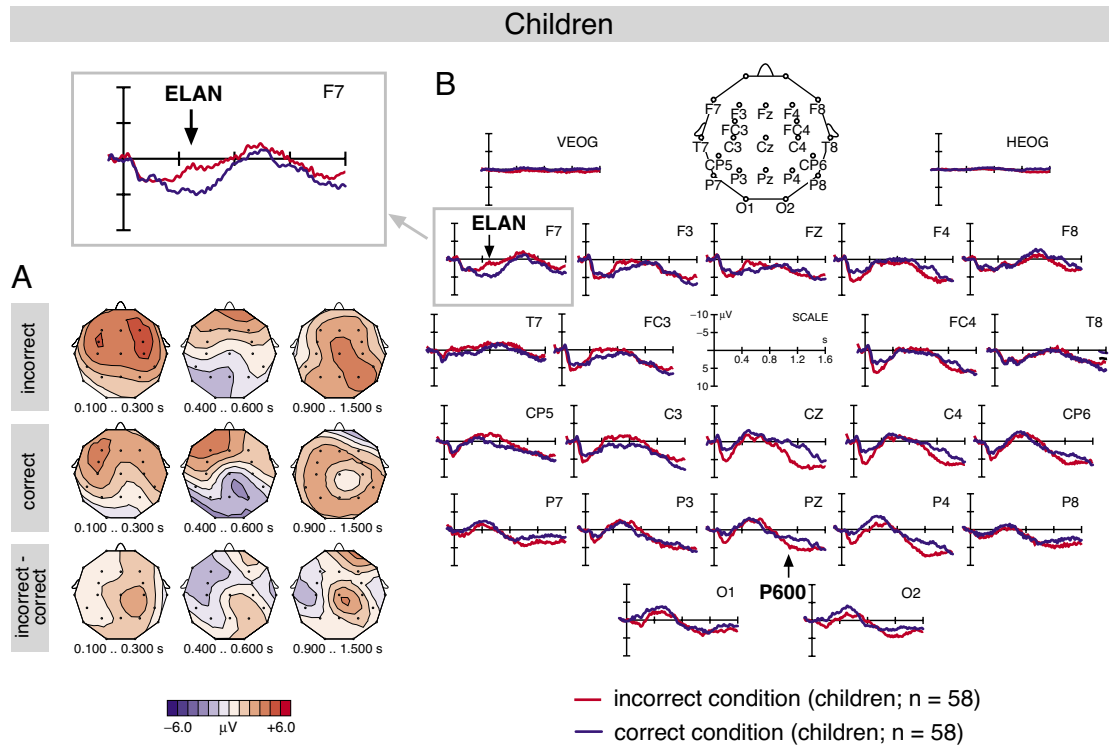 Children
F7
ELAN
B
VEOG
HEOG
F7
F8
F3
Fz
F4
FC3
FC4
T7
C3
Cz
C4
T8
CP5
CP6
P7
P3
Pz
P4
P8
O1
O2
ELAN
F7
F3
FZ
F4
F8
A
T7
FC3
−10
µV
SCALE
−5
s
0.4
0.8
1.2
1.6
5
10
FC4
T8
incorrect
0.100 .. 0.300 s
0.400 .. 0.600 s
0.900 .. 1.500 s
CP5
C3
CZ
C4
CP6
correct
0.100 .. 0.300 s
0.400 .. 0.600 s
0.900 .. 1.500 s
P7
P3
PZ
P4
P8
P600
incorrect -
correct
0.100 .. 0.300 s
0.400 .. 0.600 s
0.900 .. 1.500 s
O1
O2
−6.0
µV
+6.0
incorrect condition (children; n = 58)
correct condition (children; n = 58)